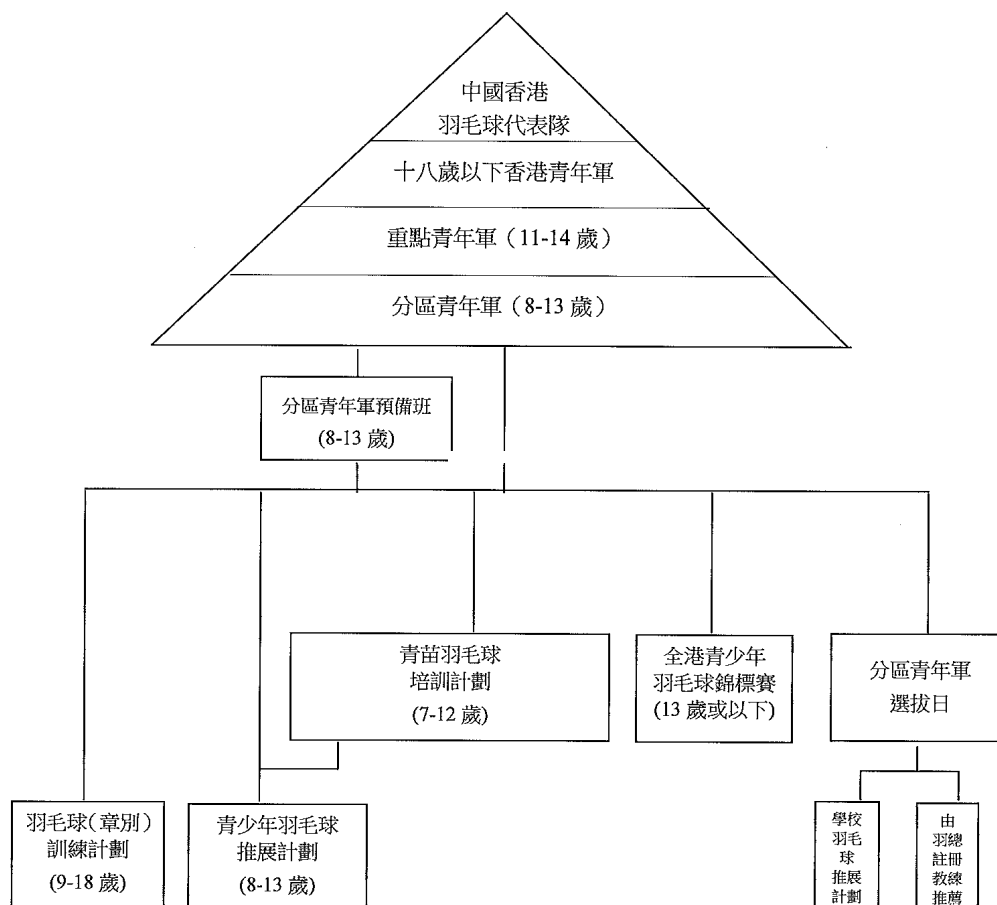 中國香港
羽毛球代表隊
十八歲以下香港青年軍
重點青年軍（11-14 歲）
分區青年軍（8-13 歲）
分區青年軍預備班
(8-13 歲)
青苗羽毛球
培訓計劃
(7-12 歲)
全港青少年
羽毛球錦標賽
(13 歲或以下)
分區青年軍
選拔日
羽毛球（章別）
訓練計劃
(9-18 歲)
青少年羽毛球
推展計劃
(8-13 歲)
學校
羽毛
球
推展
計劃
由
羽總
註冊
教練
推薦